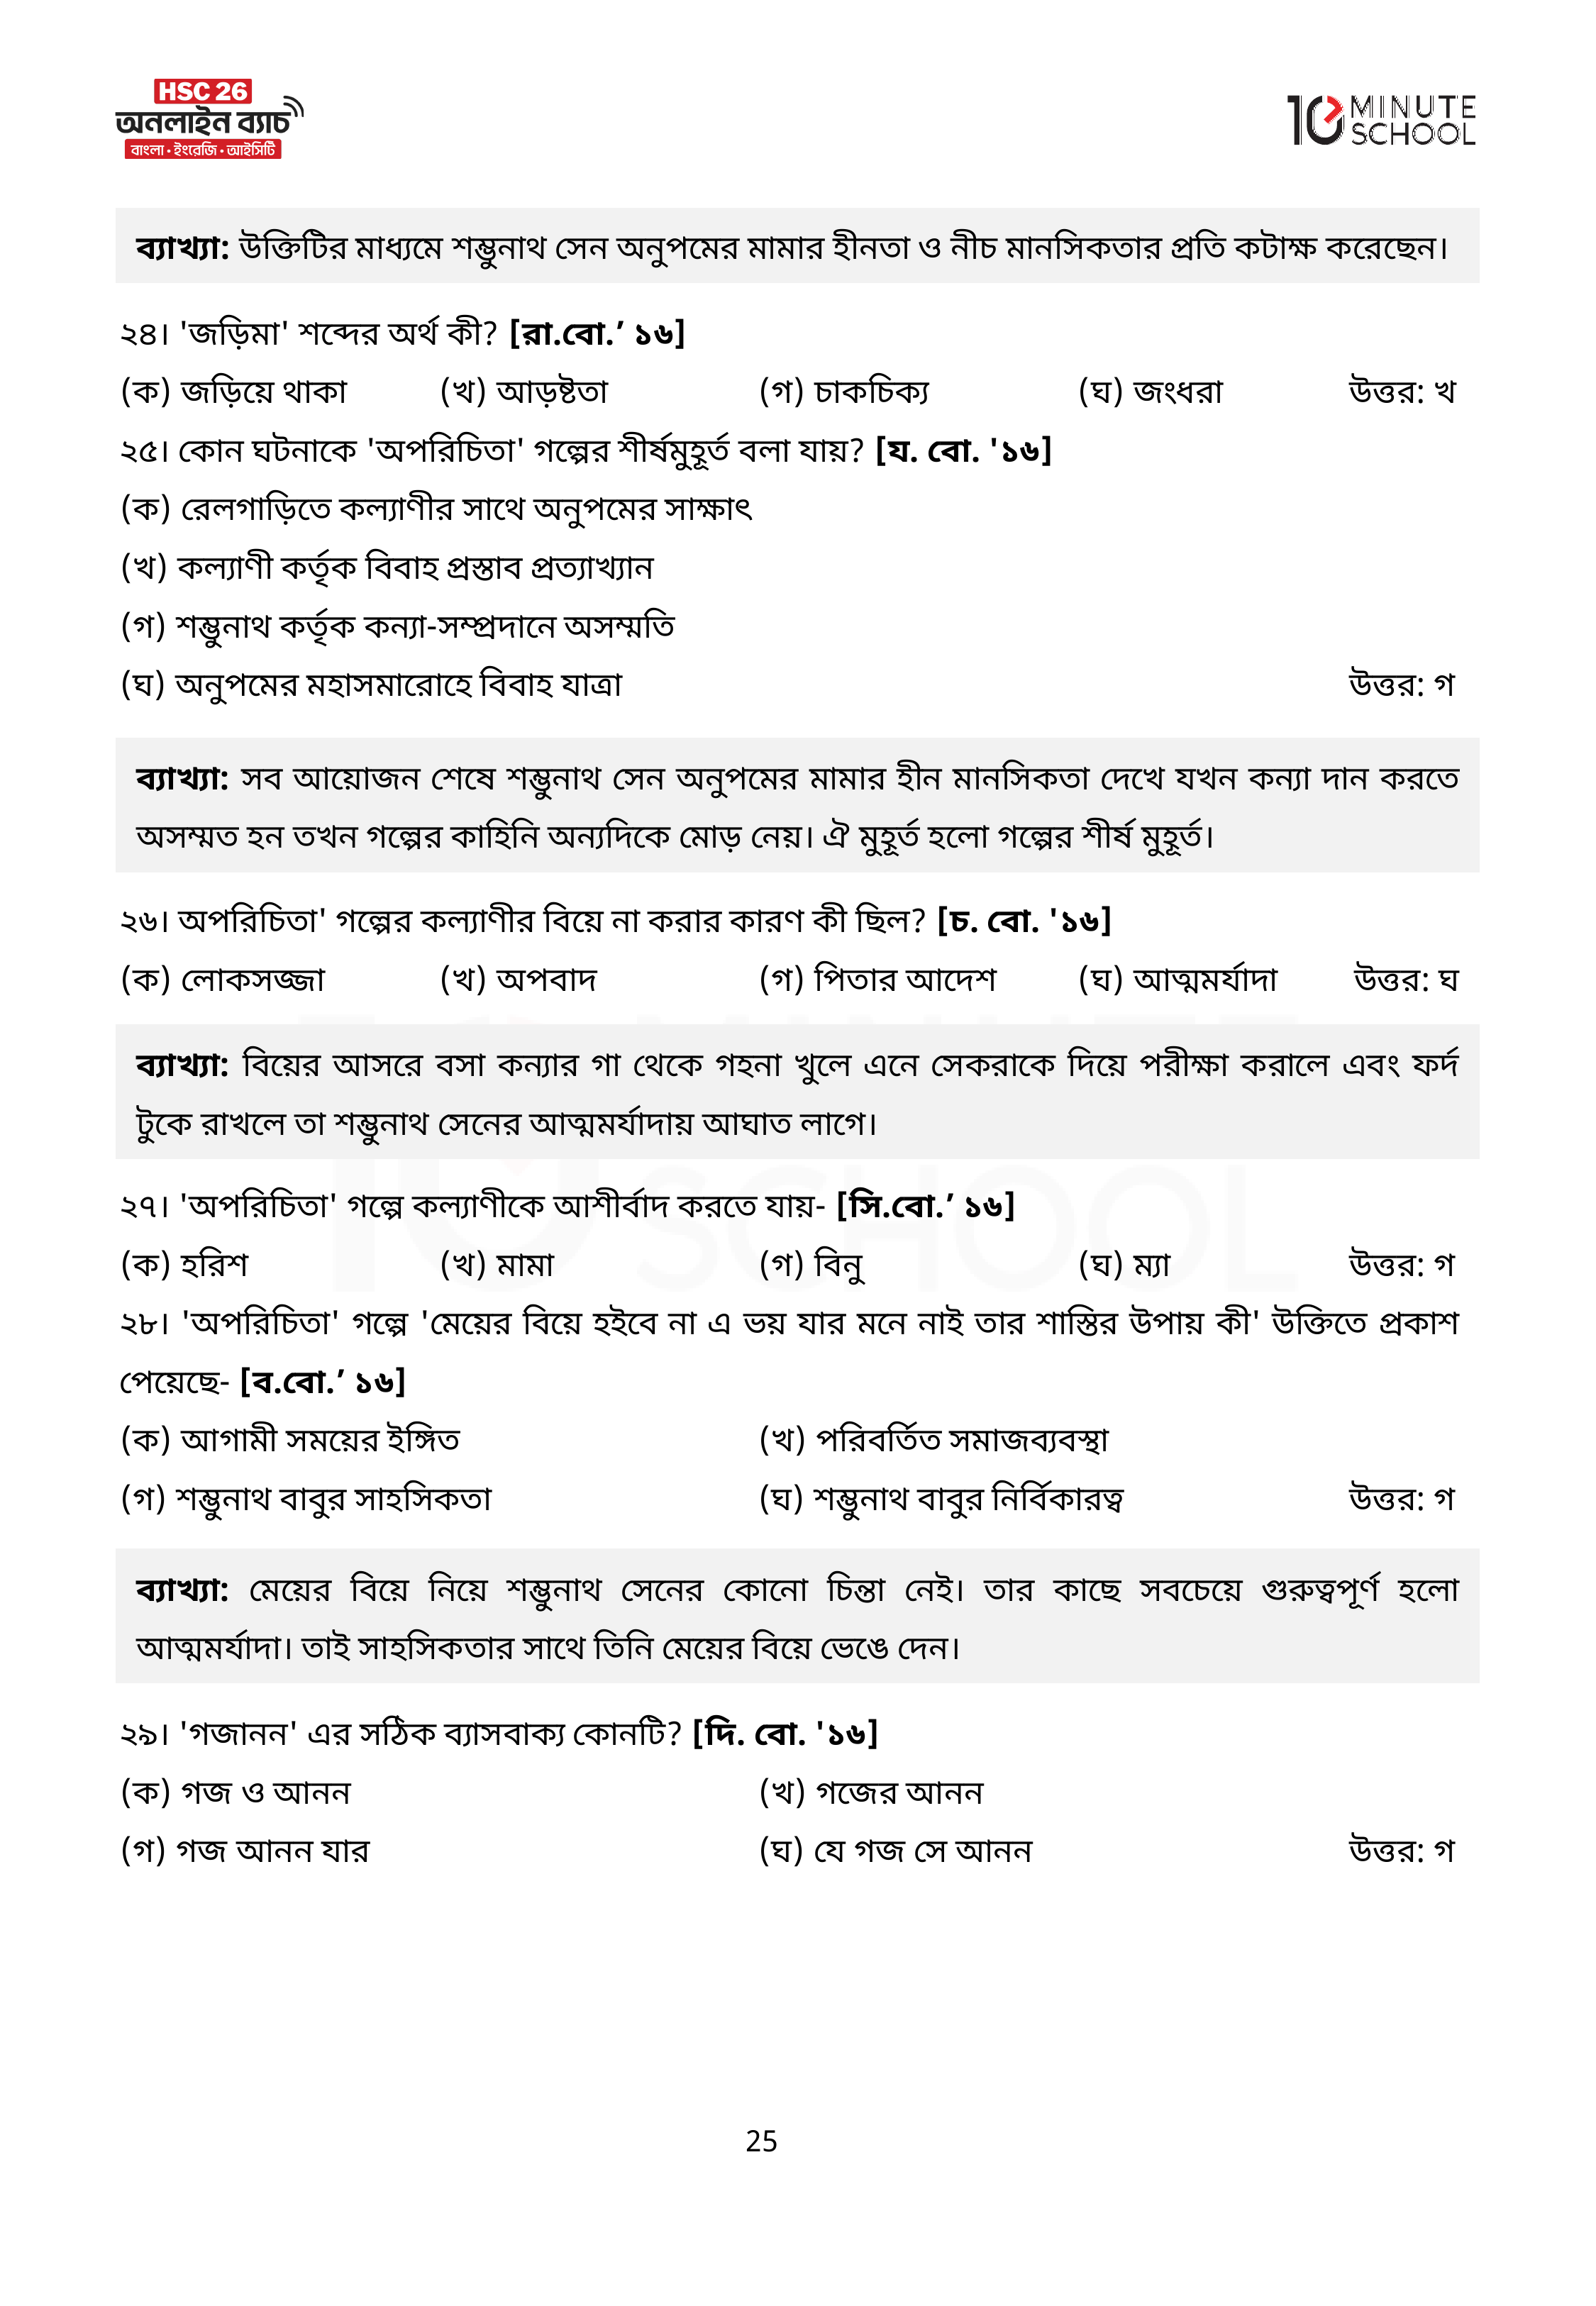 HSC 26
অনলাইন ব্যাচ
বাংলা • ইংরেজি • আইসিটি
10 MINUTE SCHOOL
ব্যাখ্যা: উক্তিটির মাধ্যমে শম্ভুনাথ সেন অনুপমের মামার হীনতা ও নীচ মানসিকতার প্রতি কটাক্ষ করেছেন।
২৪। 'জড়িমা' শব্দের অর্থ কী? [রা.বো.’ ১৬]
(ক) জড়িয়ে থাকা (খ) আড়ষ্টতা (গ) চাকচিক্য (ঘ) জংধরা উত্তর: খ
২৫। কোন ঘটনাকে 'অপরিচিতা' গল্পের শীর্ষমুহূর্ত বলা যায়? [য. বো. '১৬]
(ক) রেলগাড়িতে কল্যাণীর সাথে অনুপমের সাক্ষাৎ
(খ) কল্যাণী কর্তৃক বিবাহ প্রস্তাব প্রত্যাখ্যান
(গ) শম্ভুনাথ কর্তৃক কন্যা-সম্প্রদানে অসম্মতি
(ঘ) অনুপমের মহাসমারোহে বিবাহ যাত্রা উত্তর: গ
ব্যাখ্যা: সব আয়োজন শেষে শম্ভুনাথ সেন অনুপমের মামার হীন মানসিকতা দেখে যখন কন্যা দান করতে
অসম্মত হন তখন গল্পের কাহিনি অন্যদিকে মোড় নেয়। ঐ মুহূর্ত হলো গল্পের শীর্ষ মুহূর্ত।
২৬। অপরিচিতা' গল্পের কল্যাণীর বিয়ে না করার কারণ কী ছিল? [চ. বো. '১৬]
(ক) লোকসজ্জা (খ) অপবাদ (গ) পিতার আদেশ (ঘ) আত্মমর্যাদা উত্তর: ঘ
ব্যাখ্যা: বিয়ের আসরে বসা কন্যার গা থেকে গহনা খুলে এনে সেকরাকে দিয়ে পরীক্ষা করালে এবং ফর্দ
টুকে রাখলে তা শম্ভুনাথ সেনের আত্মমর্যাদায় আঘাত লাগে।
২৭। 'অপরিচিতা' গল্পে কল্যাণীকে আশীর্বাদ করতে যায়- [সি.বো.’ ১৬]
(ক) হরিশ (খ) মামা (গ) বিনু (ঘ) ম্যা উত্তর: গ
২৮। 'অপরিচিতা' গল্পে 'মেয়ের বিয়ে হইবে না এ ভয় যার মনে নাই তার শাস্তির উপায় কী' উক্তিতে প্রকাশ
পেয়েছে- [ব.বো.’ ১৬]
(ক) আগামী সময়ের ইঙ্গিত (খ) পরিবর্তিত সমাজব্যবস্থা
(গ) শম্ভুনাথ বাবুর সাহসিকতা (ঘ) শম্ভুনাথ বাবুর নির্বিকারত্ব উত্তর: গ
ব্যাখ্যা: মেয়ের বিয়ে নিয়ে শম্ভুনাথ সেনের কোনো চিন্তা নেই। তার কাছে সবচেয়ে গুরুত্বপূর্ণ হলো
আত্মমর্যাদা। তাই সাহসিকতার সাথে তিনি মেয়ের বিয়ে ভেঙে দেন।
২৯। 'গজানন' এর সঠিক ব্যাসবাক্য কোনটি? [দি. বো. '১৬]
(ক) গজ ও আনন (খ) গজের আনন
(গ) গজ আনন যার (ঘ) যে গজ সে আনন উত্তর: গ
25